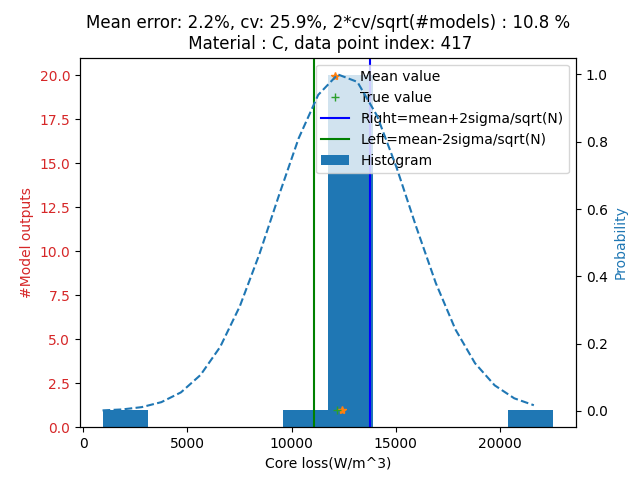 Mean error: 2.2%, cv: 25.9%, 2*cv/sqrt(#models) : 10.8 %
Material : C, data point index: 417
20.0
17.5
15.0
12.5
10.0
7.5
5.0
2.5
0.0
#Model outputs
Mean value
True value
Right=mean+2sigma/sqrt(N)
Left=mean-2sigma/sqrt(N)
Histogram
1.0
0.8
0.6
0.4
0.2
0.0
Probability
0 5000 10000 15000 20000
Core loss(W/m^3)